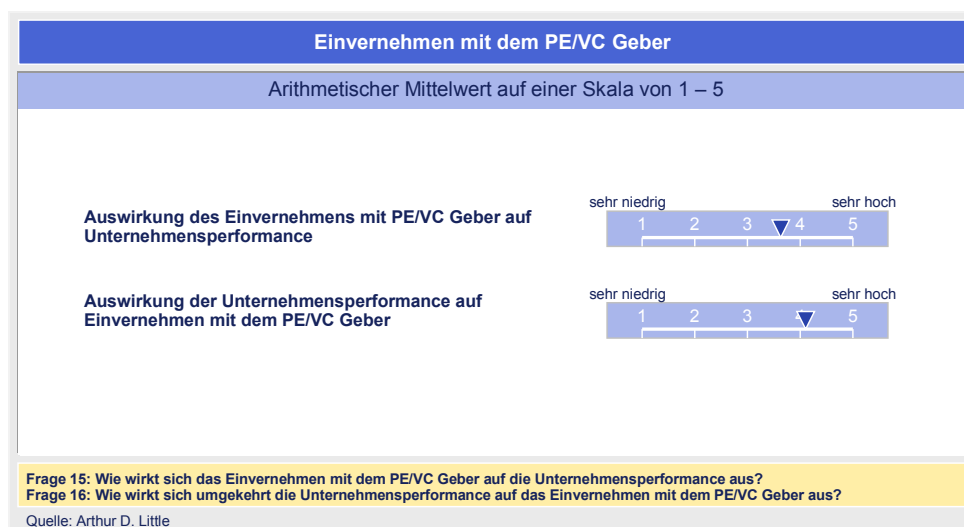 Einvernehmen mit dem PE/VC Geber
Arithmetischer Mittelwert auf einer Skala von 1 – 5
Auswirkung des Einvernehmens mit PE/VC Geber auf
Unternehmensperformance
sehr niedrig sehr hoch
1 2 3 4 5
Auswirkung der Unternehmensperformance auf
Einvernehmen mit dem PE/VC Geber
sehr niedrig sehr hoch
1 2 3 4 5
Frage 15: Wie wirkt sich das Einvernehmen mit dem PE/VC Geber auf die Unternehmensperformance aus?
Frage 16: Wie wirkt sich umgekehrt die Unternehmensperformance auf das Einvernehmen mit dem PE/VC Geber aus?
Quelle: Arthur D. Little